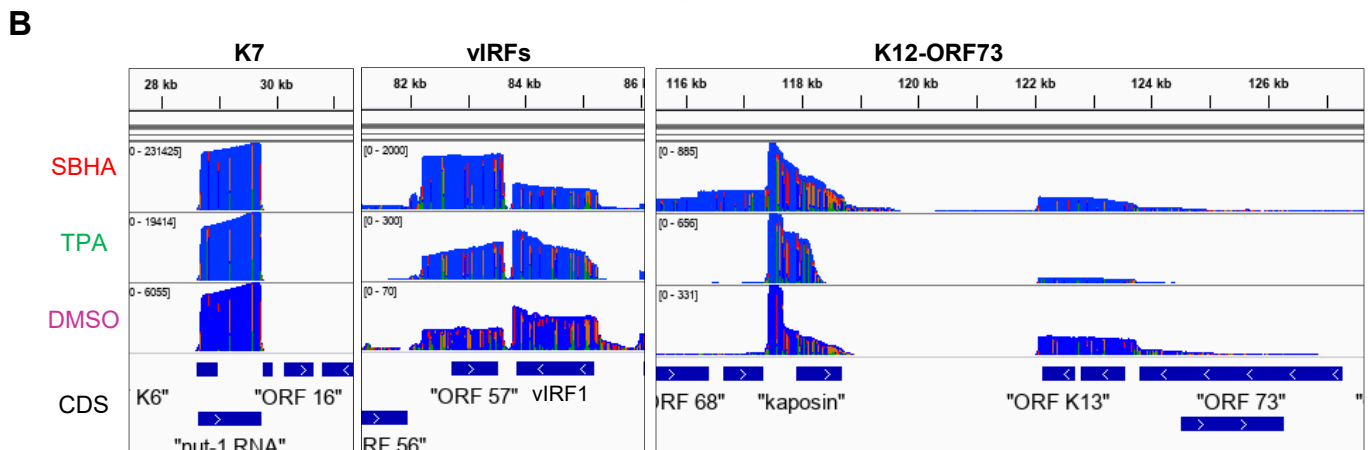 B
K7 vIRFs K12-ORF73
28 kb 30 kb 82 kb 84 kb 86 116 kb 118 kb 120 kb 122 kb 124 kb 126 kb
SBHA 0 - 231425] [0 - 2000] [0 - 885]
TPA 0 - 19414] [0 - 300] [0 - 656]
DMSO 0 - 6055] [0 - 70] [0 - 331]
CDS K6" "ORF 16" "ORF 57" vIRF1 ORF 68" "kaposin" "ORF K13" "ORF 73" "
"nut-1 RNA" RF 56"